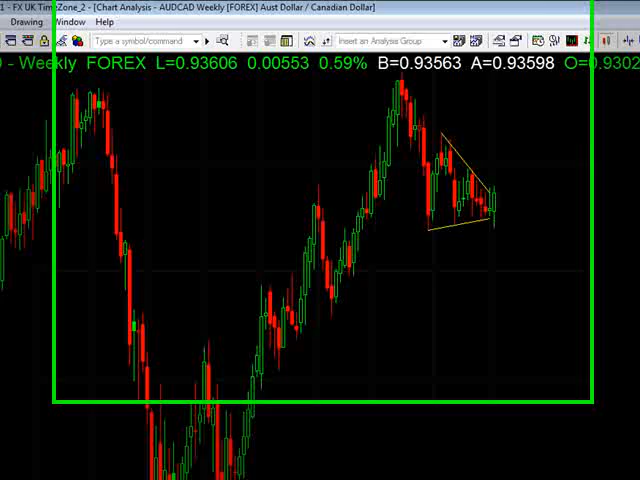 1 - FX UK TimeZone_2 - [Chart Analysis - AUDCAD Weekly [FOREX] Aust Dollar / Canadian Dollar]
Drawing Window Help
Type a symbol/command Insert an Analysis Group
- Weekly FOREX L=0.93606 0.00553 0.59% B=0.93563 A=0.93598 O=0.9302